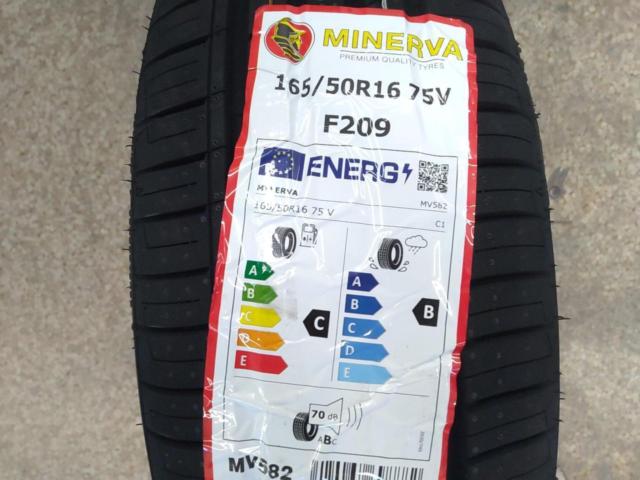 MINERVA
PREMIUM QUALITY TYRES
165/50R16 75V
F209
ENERG
MINERVA
MV582
165/50R16 75 V
C1
A
B
C
D
E
C
A
B
C
D
E
B
70 dB
ABC
MV582